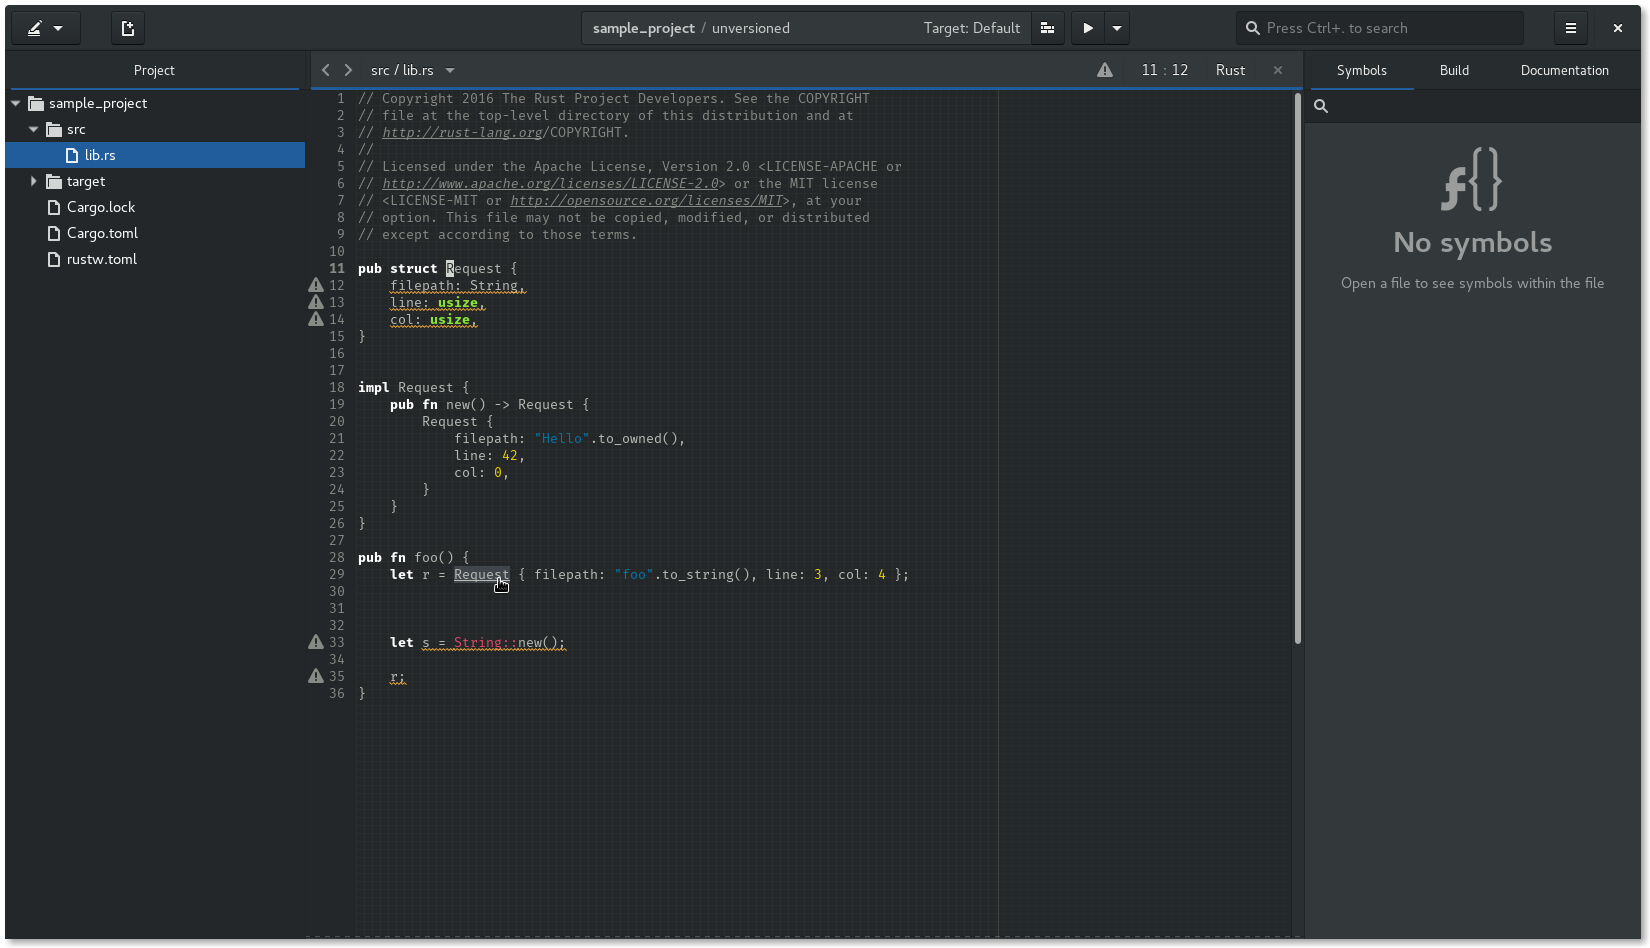 sample_project / unversioned
Target: Default
Press Ctrl+. to search
Project
src / lib.rs
11 : 12
Rust
Symbols
Build
Documentation
sample_project
src
lib.rs
target
Cargo.lock
Cargo.toml
rustw.toml
1 // Copyright 2016 The Rust Project Developers. See the COPYRIGHT
2 // file at the top-level directory of this distribution and at
3 // http://rust-lang.org/COPYRIGHT.
4 //
5 // Licensed under the Apache License, Version 2.0 <LICENSE-APACHE or
6 // http://www.apache.org/licenses/LICENSE-2.0> or the MIT license
7 // <LICENSE-MIT or http://opensource.org/licenses/MIT>, at your
8 // option. This file may not be copied, modified, or distributed
9 // except according to those terms.
10
11 pub struct Request {
12     filepath: String,
13     line: usize,
14     col: usize,
15 }
16
17
18 impl Request {
19     pub fn new() -> Request {
20         Request {
21             filepath: "Hello".to_owned(),
22             line: 42,
23             col: 0,
24         }
25     }
26 }
27
28 pub fn foo() {
29     let r = Request { filepath: "foo".to_string(), line: 3, col: 4 };
30
31
32
33     let s = String::new();
34
35     r;
36 }
f{}
No symbols
Open a file to see symbols within the file